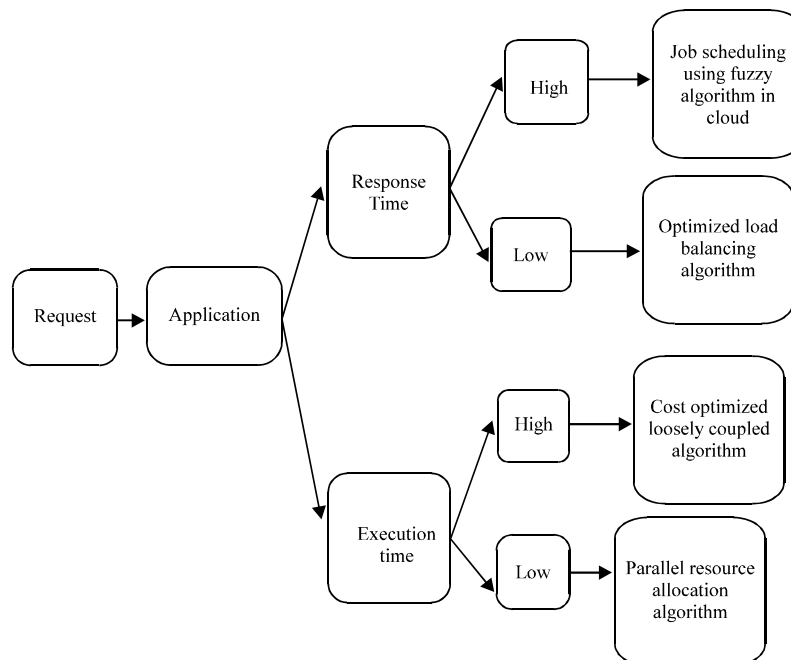 Request
Application
Response
Time
High
Job scheduling
using fuzzy
algorithm in
cloud
Low
Optimized load
balancing
algorithm
Execution
time
High
Cost optimized
loosely coupled
algorithm
Low
Parallel resource
allocation
algorithm